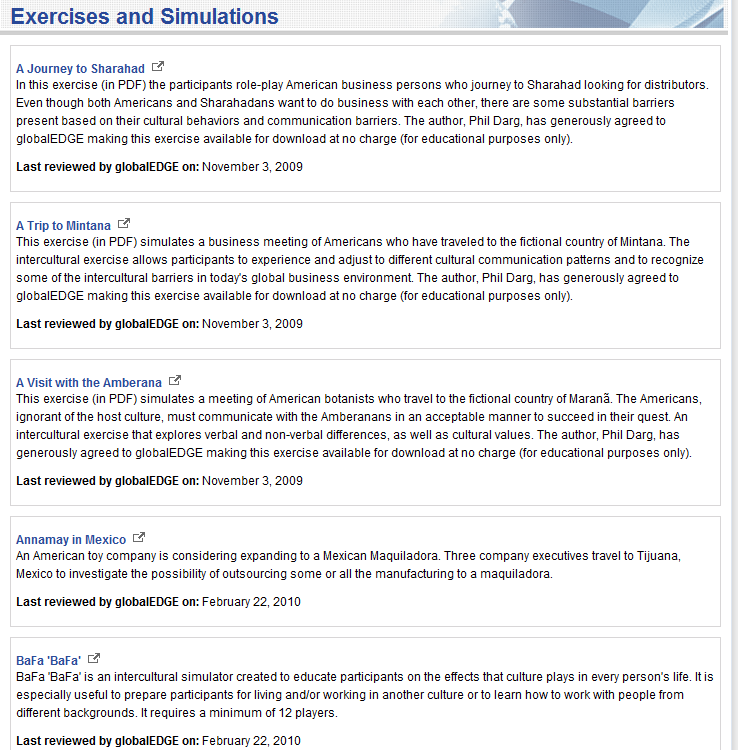 Exercises and Simulations
A Journey to Sharahad
In this exercise (in PDF) the participants role-play American business persons who journey to Sharahad looking for distributors.
Even though both Americans and Sharahadans want to do business with each other, there are some substantial barriers
present based on their cultural behaviors and communication barriers. The author, Phil Darg, has generously agreed to
globalEDGE making this exercise available for download at no charge (for educational purposes only).
Last reviewed by globalEDGE on: November 3, 2009
A Trip to Mintana
This exercise (in PDF) simulates a business meeting of Americans who have traveled to the fictional country of Mintana. The
intercultural exercise allows participants to experience and adjust to different cultural communication patterns and to recognize
some of the intercultural barriers in today's global business environment. The author, Phil Darg, has generously agreed to
globalEDGE making this exercise available for download at no charge (for educational purposes only).
Last reviewed by globalEDGE on: November 3, 2009
A Visit with the Amberana
This exercise (in PDF) simulates a meeting of American botanists who travel to the fictional country of Maranã. The Americans,
ignorant of the host culture, must communicate with the Amberanans in an acceptable manner to succeed in their quest. An
intercultural exercise that explores verbal and non-verbal differences, as well as cultural values. The author, Phil Darg, has
generously agreed to globalEDGE making this exercise available for download at no charge (for educational purposes only).
Last reviewed by globalEDGE on: November 3, 2009
Annamay in Mexico
An American toy company is considering expanding to a Mexican Maquiladora. Three company executives travel to Tijuana,
Mexico to investigate the possibility of outsourcing some or all the manufacturing to a maquiladora.
Last reviewed by globalEDGE on: February 22, 2010
BaFa 'BaFa'
BaFa 'BaFa' is an intercultural simulator created to educate participants on the effects that culture plays in every person's life. It is
especially useful to prepare participants for living and/or working in another culture or to learn how to work with people from
different backgrounds. It requires a minimum of 12 players.
Last reviewed by globalEDGE on: February 22, 2010